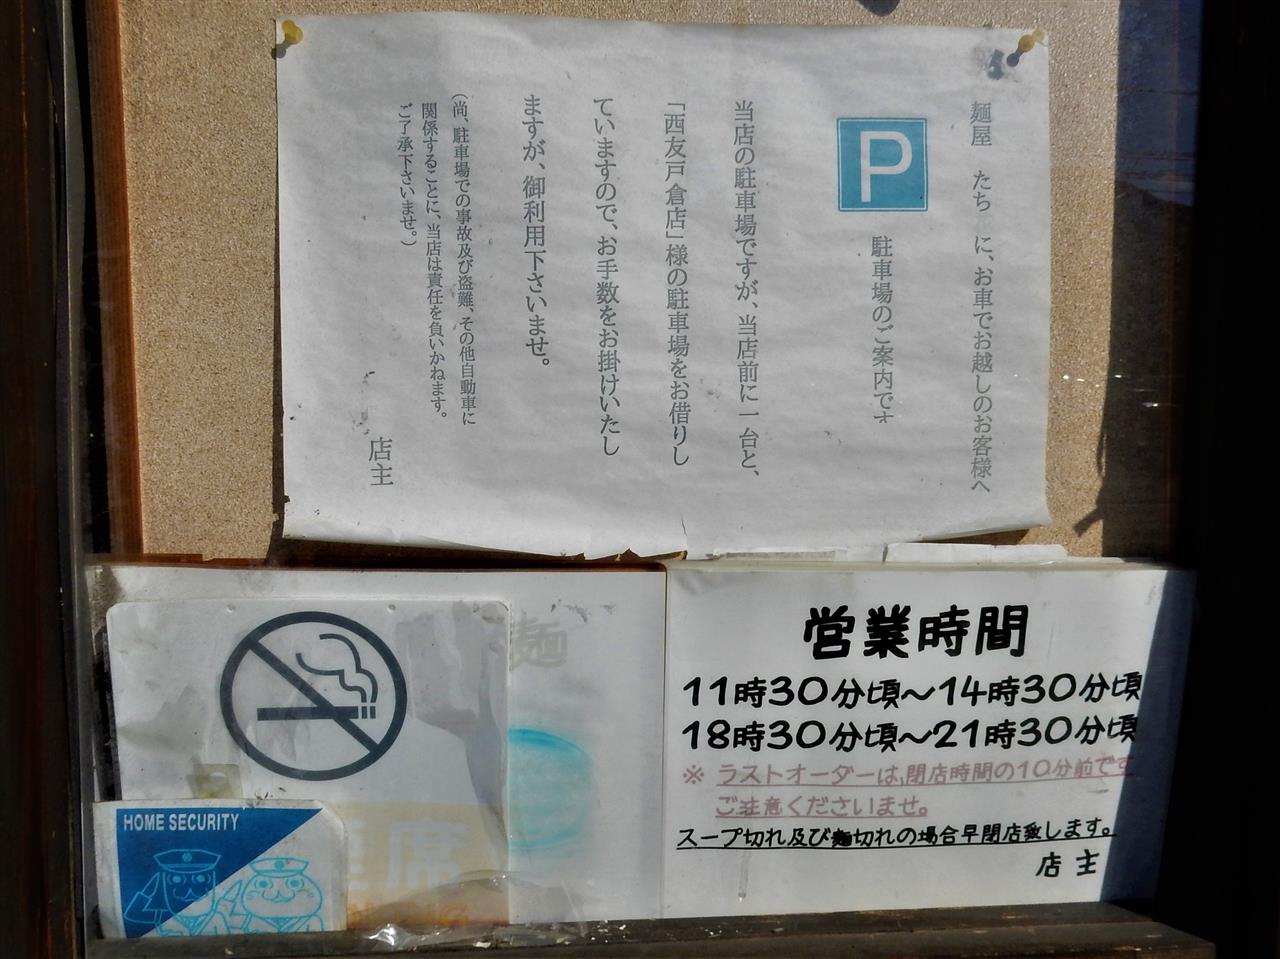 麺屋 たち に、お車でお越しのお客様へ
P
駐車場のご案内です
当店の駐車場ですが、当店前に一台と、
「西友戸倉店」様の駐車場をお借りし
ていますので、お手数をお掛けいたし
ますが、御利用下さいませ。
(尚、駐車場での事故及び盗難、その他自動車に
関係することに、当店は責任を負いかねます。
ご了承下さいませ。)
店主
麺
席
HOME SECURITY
営業時間
11時30分頃～14時30分頃
18時30分頃～21時30分頃
※ ラストオーダーは、閉店時間の10分前です
ご注意くださいませ。
スープ切れ及び麺切れの場合早閉店致します。
店主